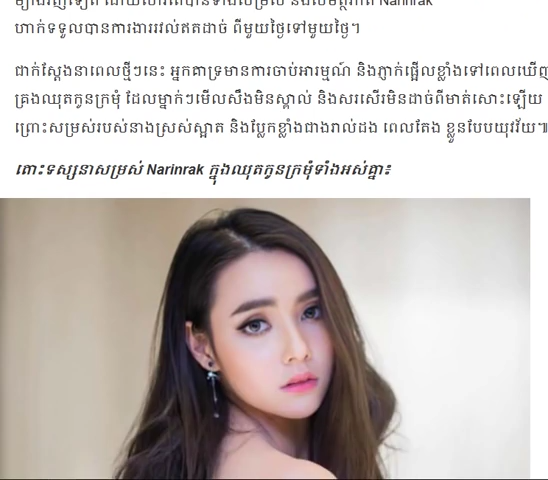 ហាក់ទទួលបានការងាររវល់ឥតដាច់ ពីមួយថ្ងៃទៅមួយថ្ងៃ។
ជាក់ស្ដែងនាពេលថ្មីៗនេះ អ្នកគាទ្រមានការចាប់អារម្មណ៍ និងភ្ញាក់ផ្អើលខ្លាំងទៅពេលឃើញ
គ្រងឈុតកូនក្រមុំ ដែលម្នាក់ៗមើលសឹងមិនស្គាល់ និងសរសើរមិនដាច់ពីមាត់សោះឡើយ
ព្រោះសម្រស់របស់នាងស្រស់ស្អាត និងប្លែកខ្លាំងជាងរាល់ដង ពេលតែង ខ្លួនបែបយុវវ័យ៕
តោះទស្សនាសម្រស់ Narinrak ក្នុងឈុតកូនក្រមុំទាំងអស់គ្នា៖